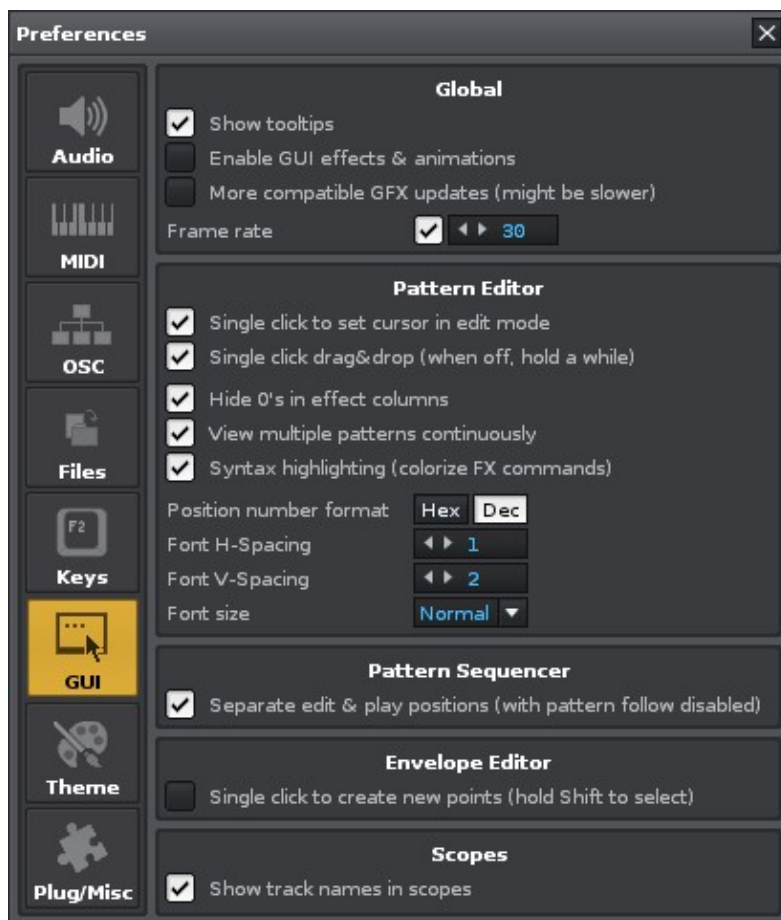 Preferences
Audio
MIDI
OSC
Files
F2
Keys
GUI
Theme
Plug/Misc
Global
Show tooltips
Enable GUI effects & animations
More compatible GFX updates (might be slower)
Frame rate 30
Pattern Editor
Single click to set cursor in edit mode
Single click drag&drop (when off, hold a while)
Hide 0's in effect columns
View multiple patterns continuously
Syntax highlighting (colorize FX commands)
Position number format Hex Dec
Font H-Spacing 1
Font V-Spacing 2
Font size Normal
Pattern Sequencer
Separate edit & play positions (with pattern follow disabled)
Envelope Editor
Single click to create new points (hold Shift to select)
Scopes
Show track names in scopes